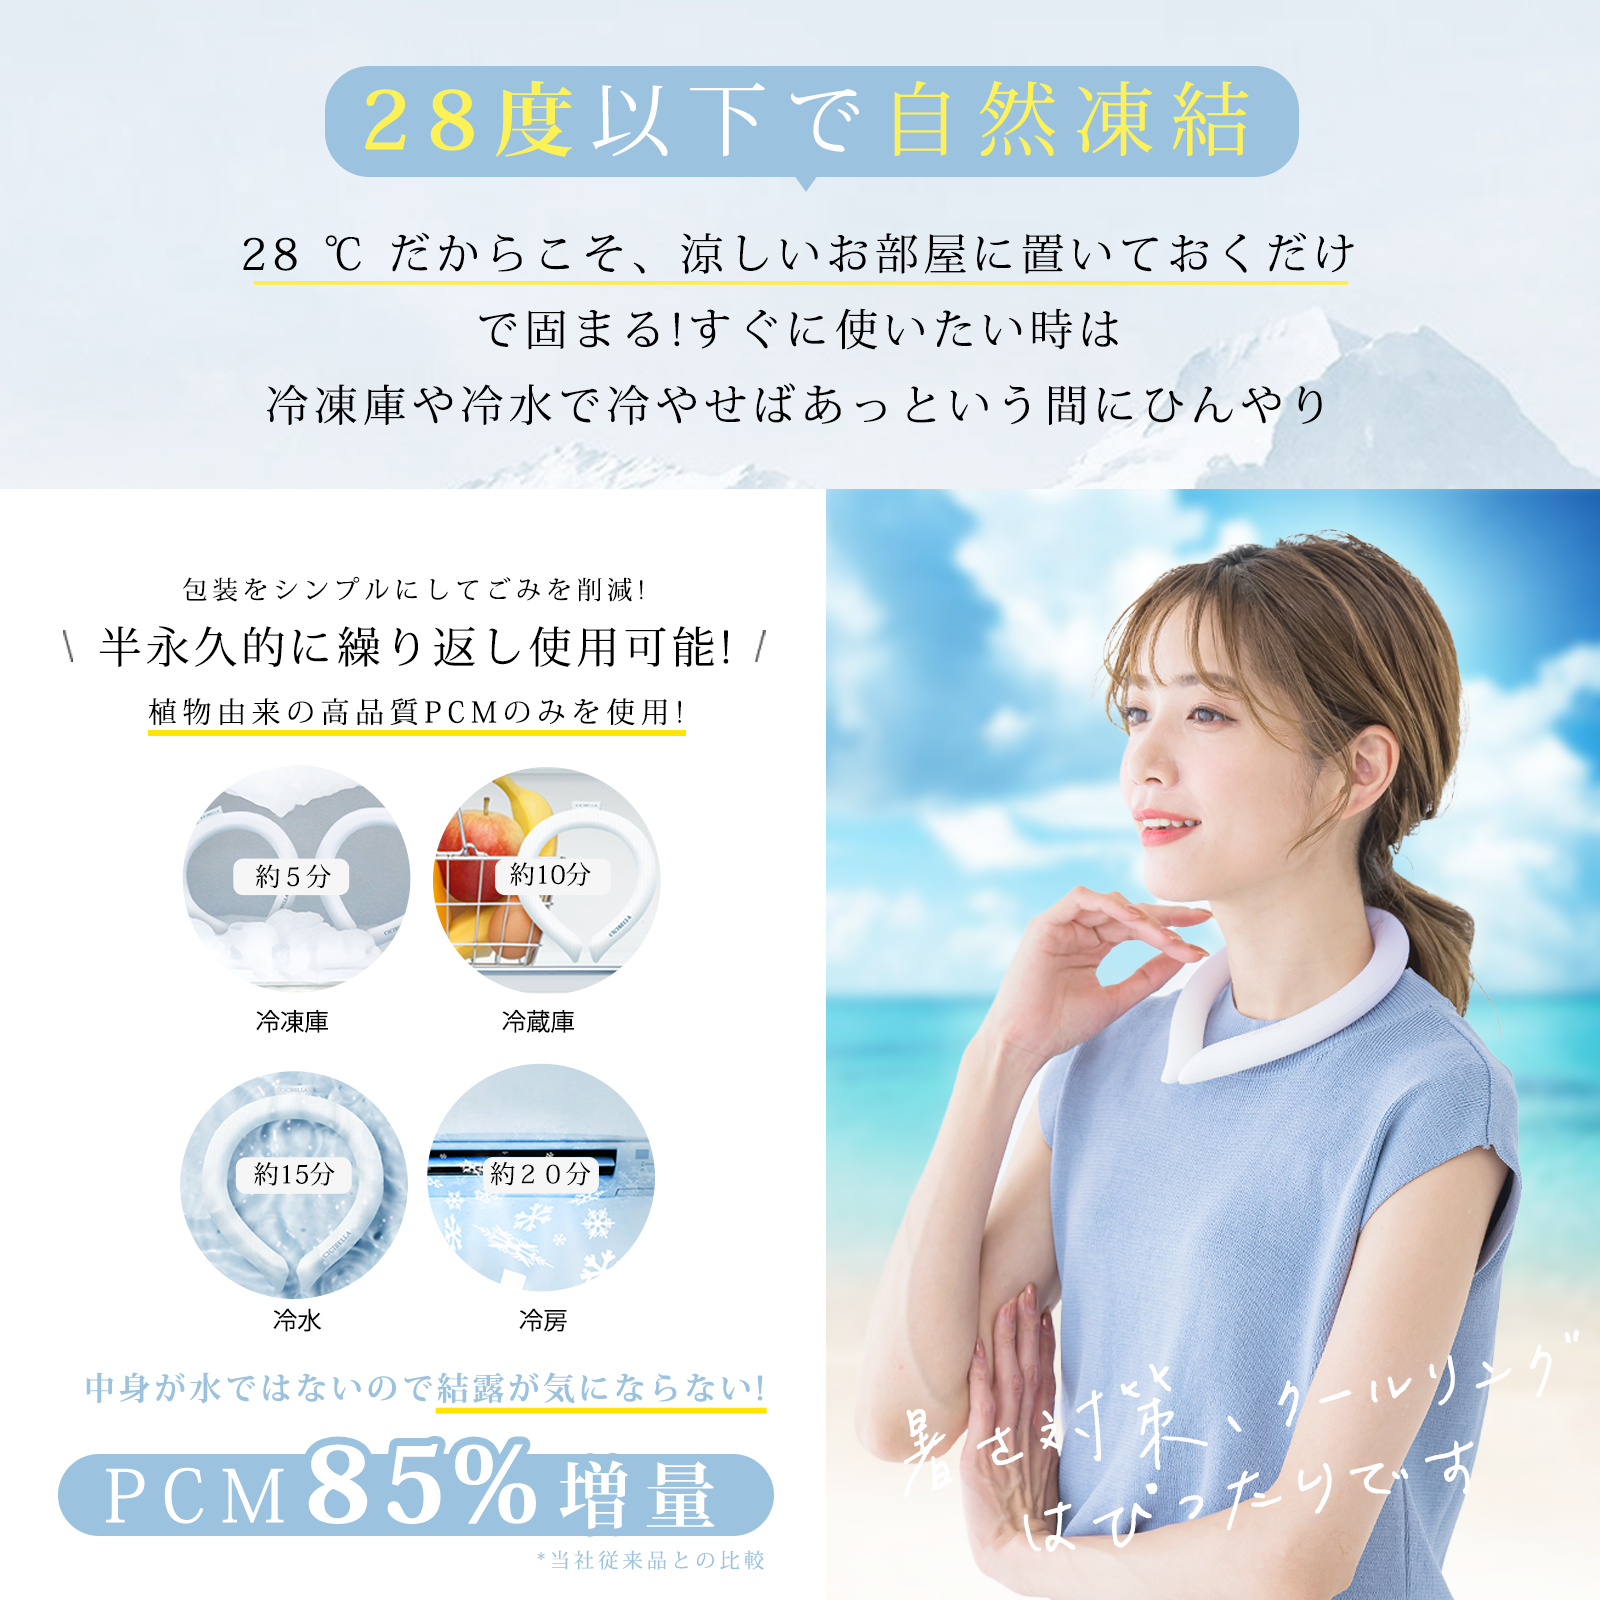 28度以下で自然凍結
28 ℃ だからこそ、涼しいお部屋に置いておくだけ
で固まる!すぐに使いたい時は
冷凍庫や冷水で冷やせばあっという間にひんやり
包装をシンプルにしてごみを削減!
\ 半永久的に繰り返し使用可能! /
植物由来の高品質PCMのみを使用!
約5分
約10分
CICIBELLA
冷凍庫
冷蔵庫
約15分
約20分
CICIBELLA
冷水
冷房
中身が水ではないので結露が気にならない!
PCM85%増量
*当社従来品との比較
暑さ対策、クールリング
はぴったりです